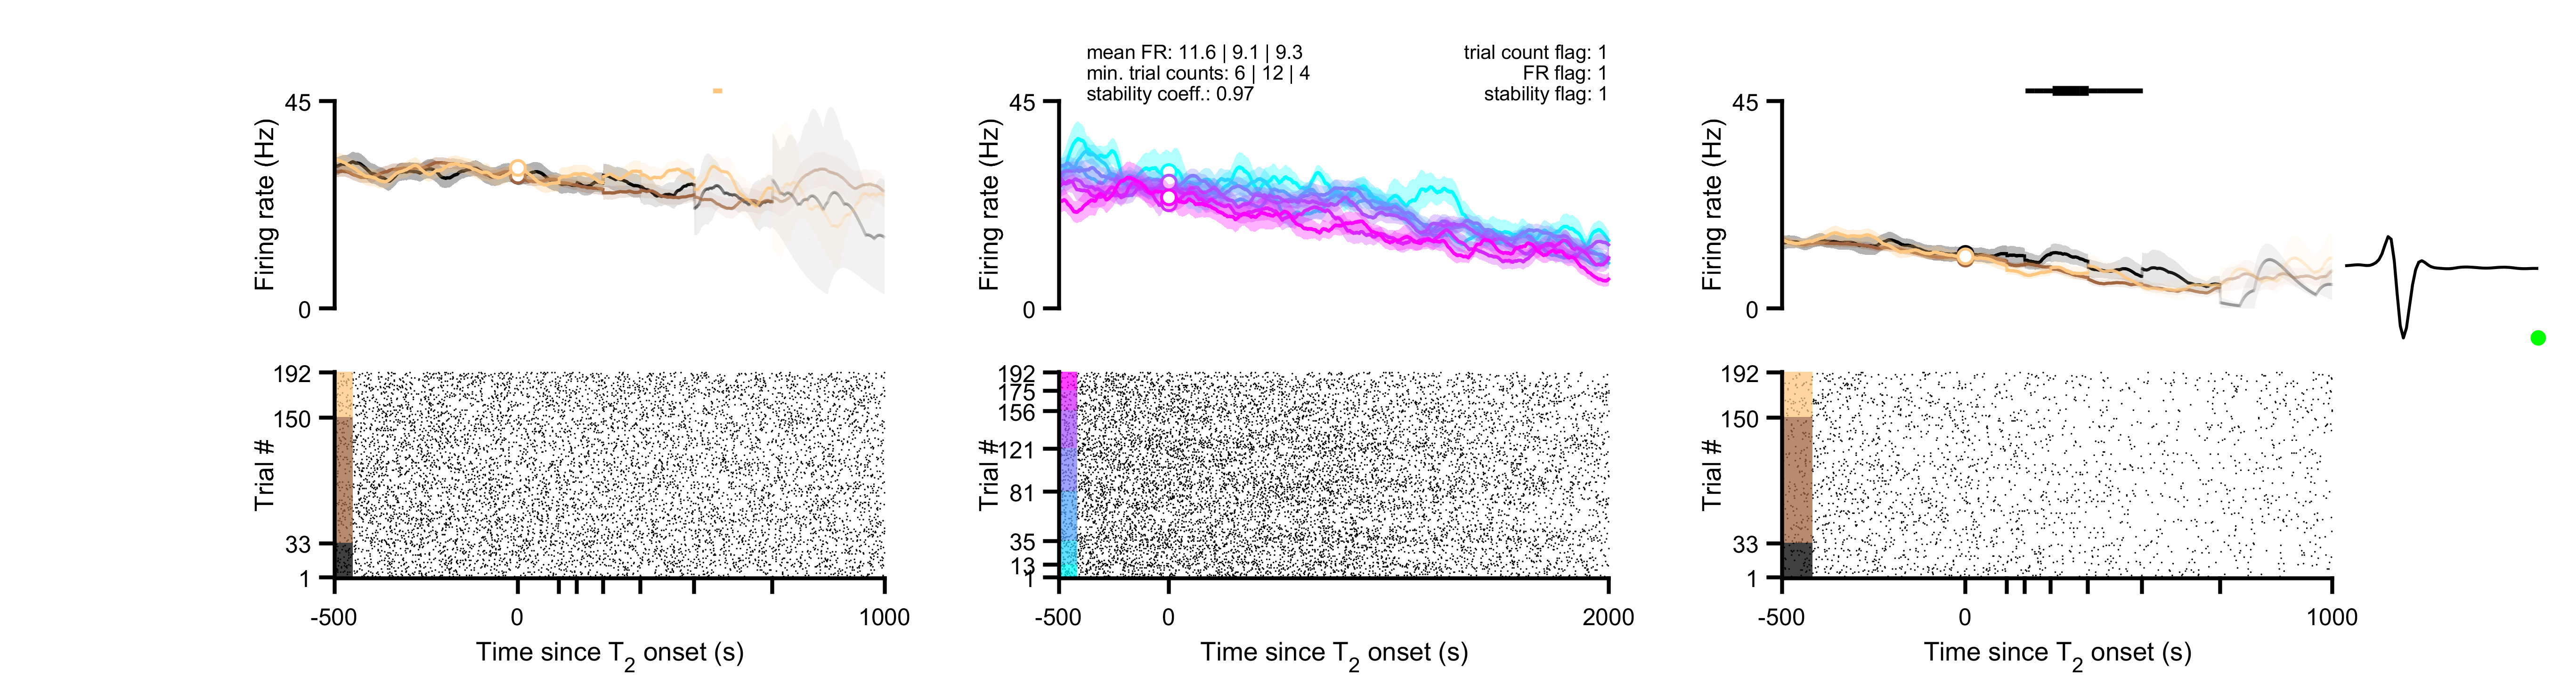 mean FR: 11.6 | 9.1 | 9.3
min. trial counts: 6 | 12 | 4
stability coeff.: 0.97
trial count flag: 1
FR flag: 1
stability flag: 1
45
Firing rate (Hz)
0
45
Firing rate (Hz)
0
45
Firing rate (Hz)
0
192
150
Trial #
33
1
-500
0
1000
Time since T2 onset (s)
192
175
156
121
Trial #
81
35
13
1
-500
0
2000
Time since T2 onset (s)
192
150
Trial #
33
1
-500
0
1000
Time since T2 onset (s)